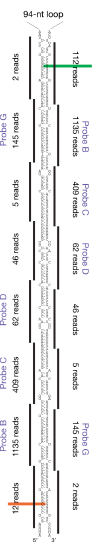 94-nt loop
112 reads
2 reads
Probe B
1135 reads
Probe G
145 reads
Probe C
409 reads
5 reads
Probe D
62 reads
46 reads
46 reads
Probe D
62 reads
5 reads
Probe C
409 reads
Probe G
145 reads
Probe B
1135 reads
2 reads
12 reads